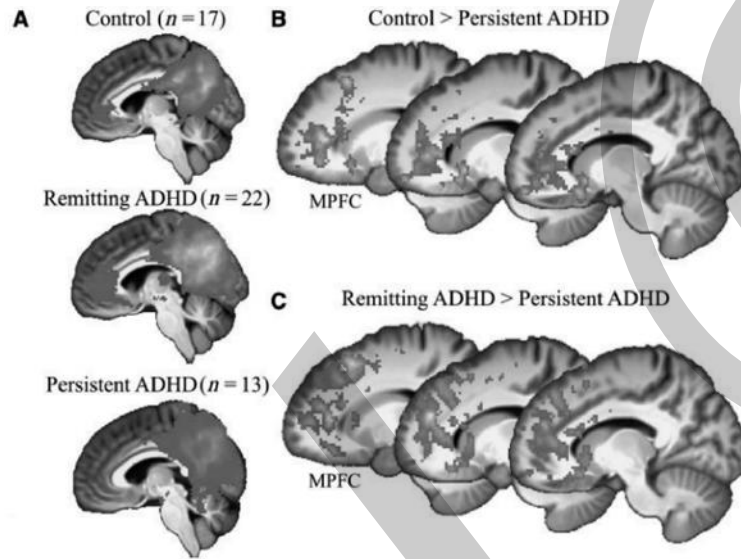 A
Control (n = 17)
Remitting ADHD (n = 22)
Persistent ADHD (n = 13)
B
Control > Persistent ADHD
MPFC
C
Remitting ADHD > Persistent ADHD
MPFC